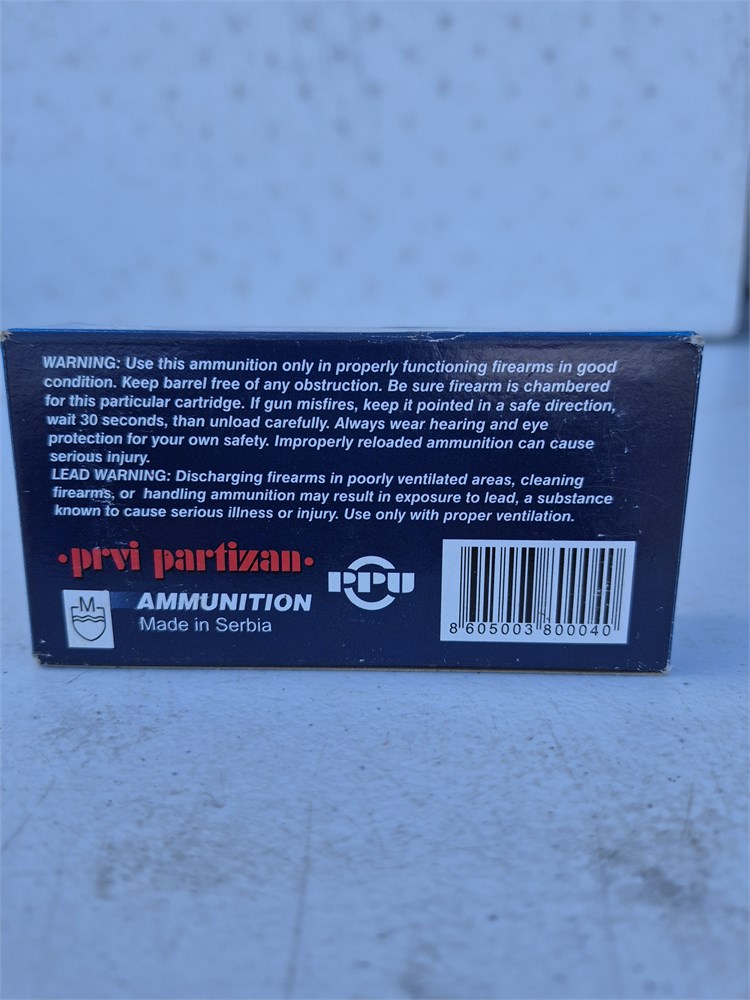 WARNING: Use this ammunition only in properly functioning firearms in good
condition. Keep barrel free of any obstruction. Be sure firearm is chambered
for this particular cartridge. If gun misfires, keep it pointed in a safe direction,
wait 30 seconds, than unload carefully. Always wear hearing and eye
protection for your own safety. Improperly reloaded ammunition can cause
serious injury.
LEAD WARNING: Discharging firearms in poorly ventilated areas, cleaning
firearms, or handling ammunition may result in exposure to lead, a substance
known to cause serious illness or injury. Use only with proper ventilation.
·prvi partizan·
PPU
M
AMMUNITION
Made in Serbia
8 605003 800040